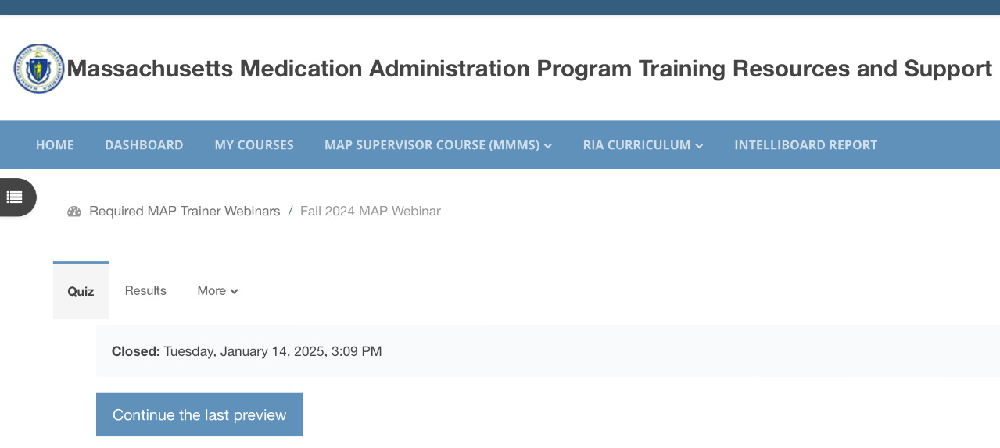 Massachusetts Medication Administration Program Training Resources and Support
HOME DASHBOARD MY COURSES MAP SUPERVISOR COURSE (MMMS) RIA CURRICULUM INTELLIBOARD REPORT
Required MAP Trainer Webinars / Fall 2024 MAP Webinar
Quiz Results More
Closed: Tuesday, January 14, 2025, 3:09 PM
Continue the last preview